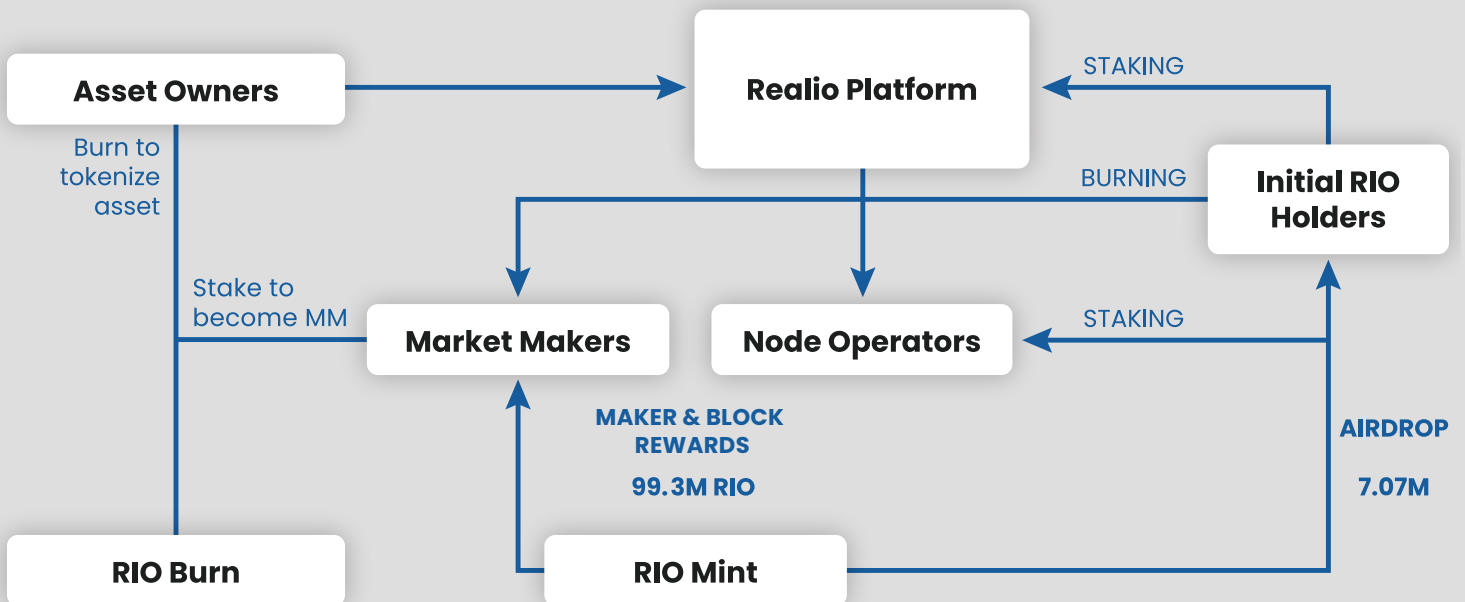 Asset Owners
Realio Platform
STAKING
Burn to
tokenize
asset
BURNING
Initial RIO
Holders
Stake to
become MM
Market Makers
Node Operators
STAKING
MAKER & BLOCK
REWARDS
99.3M RIO
AIRDROP
7.07M
RIO Burn
RIO Mint